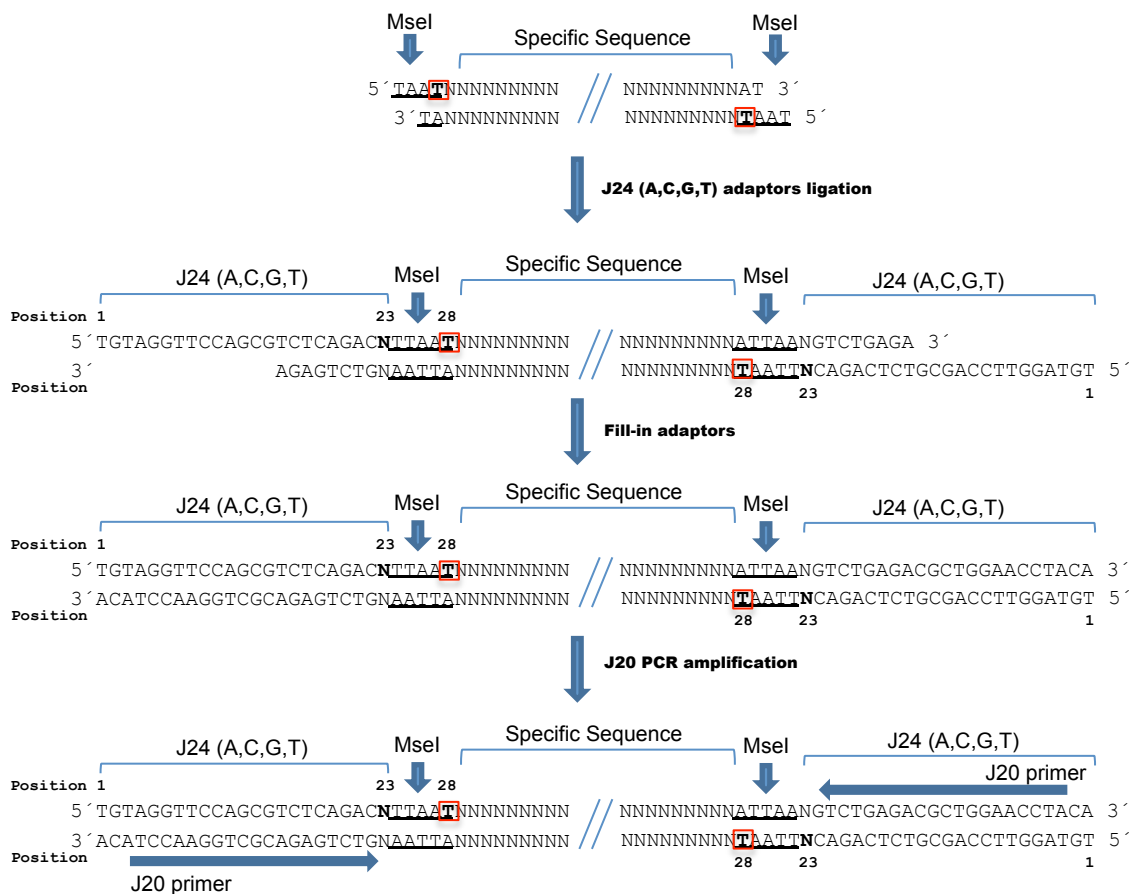 MseI MseI
Specific Sequence
5´TAATNNNNNNNNN NNNNNNNNNAT 3´
3´TANNNNNNNNN NNNNNNNNNTAAT 5´
J24 (A,C,G,T) adaptors ligation
J24 (A,C,G,T) MseI Specific Sequence MseI J24 (A,C,G,T)
Position 1 23 28
5´TGTAGGTTCCAGCGTCTCAGACNTTAATNNNNNNNNN NNNNNNNNNATTAANGTCTGAGA 3´
3´ AGAGTCTGNAATTANNNNNNNNN NNNNNNNNNTAATTNCAGACTCTGCGACCTTGGATGT 5´
Position 28 23 1
Fill-in adaptors
J24 (A,C,G,T) MseI Specific Sequence MseI J24 (A,C,G,T)
Position 1 23 28
5´TGTAGGTTCCAGCGTCTCAGACNTTAATNNNNNNNNN NNNNNNNNNATTAANGTCTGAGACGCTGGAACCTACA 3´
3´ACATCCAAGGTCGCAGAGTCTGNAATTANNNNNNNNN NNNNNNNNNTAATTNCAGACTCTGCGACCTTGGATGT 5´
Position 28 23 1
J20 PCR amplification
J24 (A,C,G,T) MseI Specific Sequence MseI J24 (A,C,G,T)
J20 primer
Position 1 23 28
5´TGTAGGTTCCAGCGTCTCAGACNTTAATNNNNNNNNN NNNNNNNNNATTAANGTCTGAGACGCTGGAACCTACA 3´
3´ACATCCAAGGTCGCAGAGTCTGNAATTANNNNNNNNN NNNNNNNNNTAATTNCAGACTCTGCGACCTTGGATGT 5´
Position 28 23 1
J20 primer